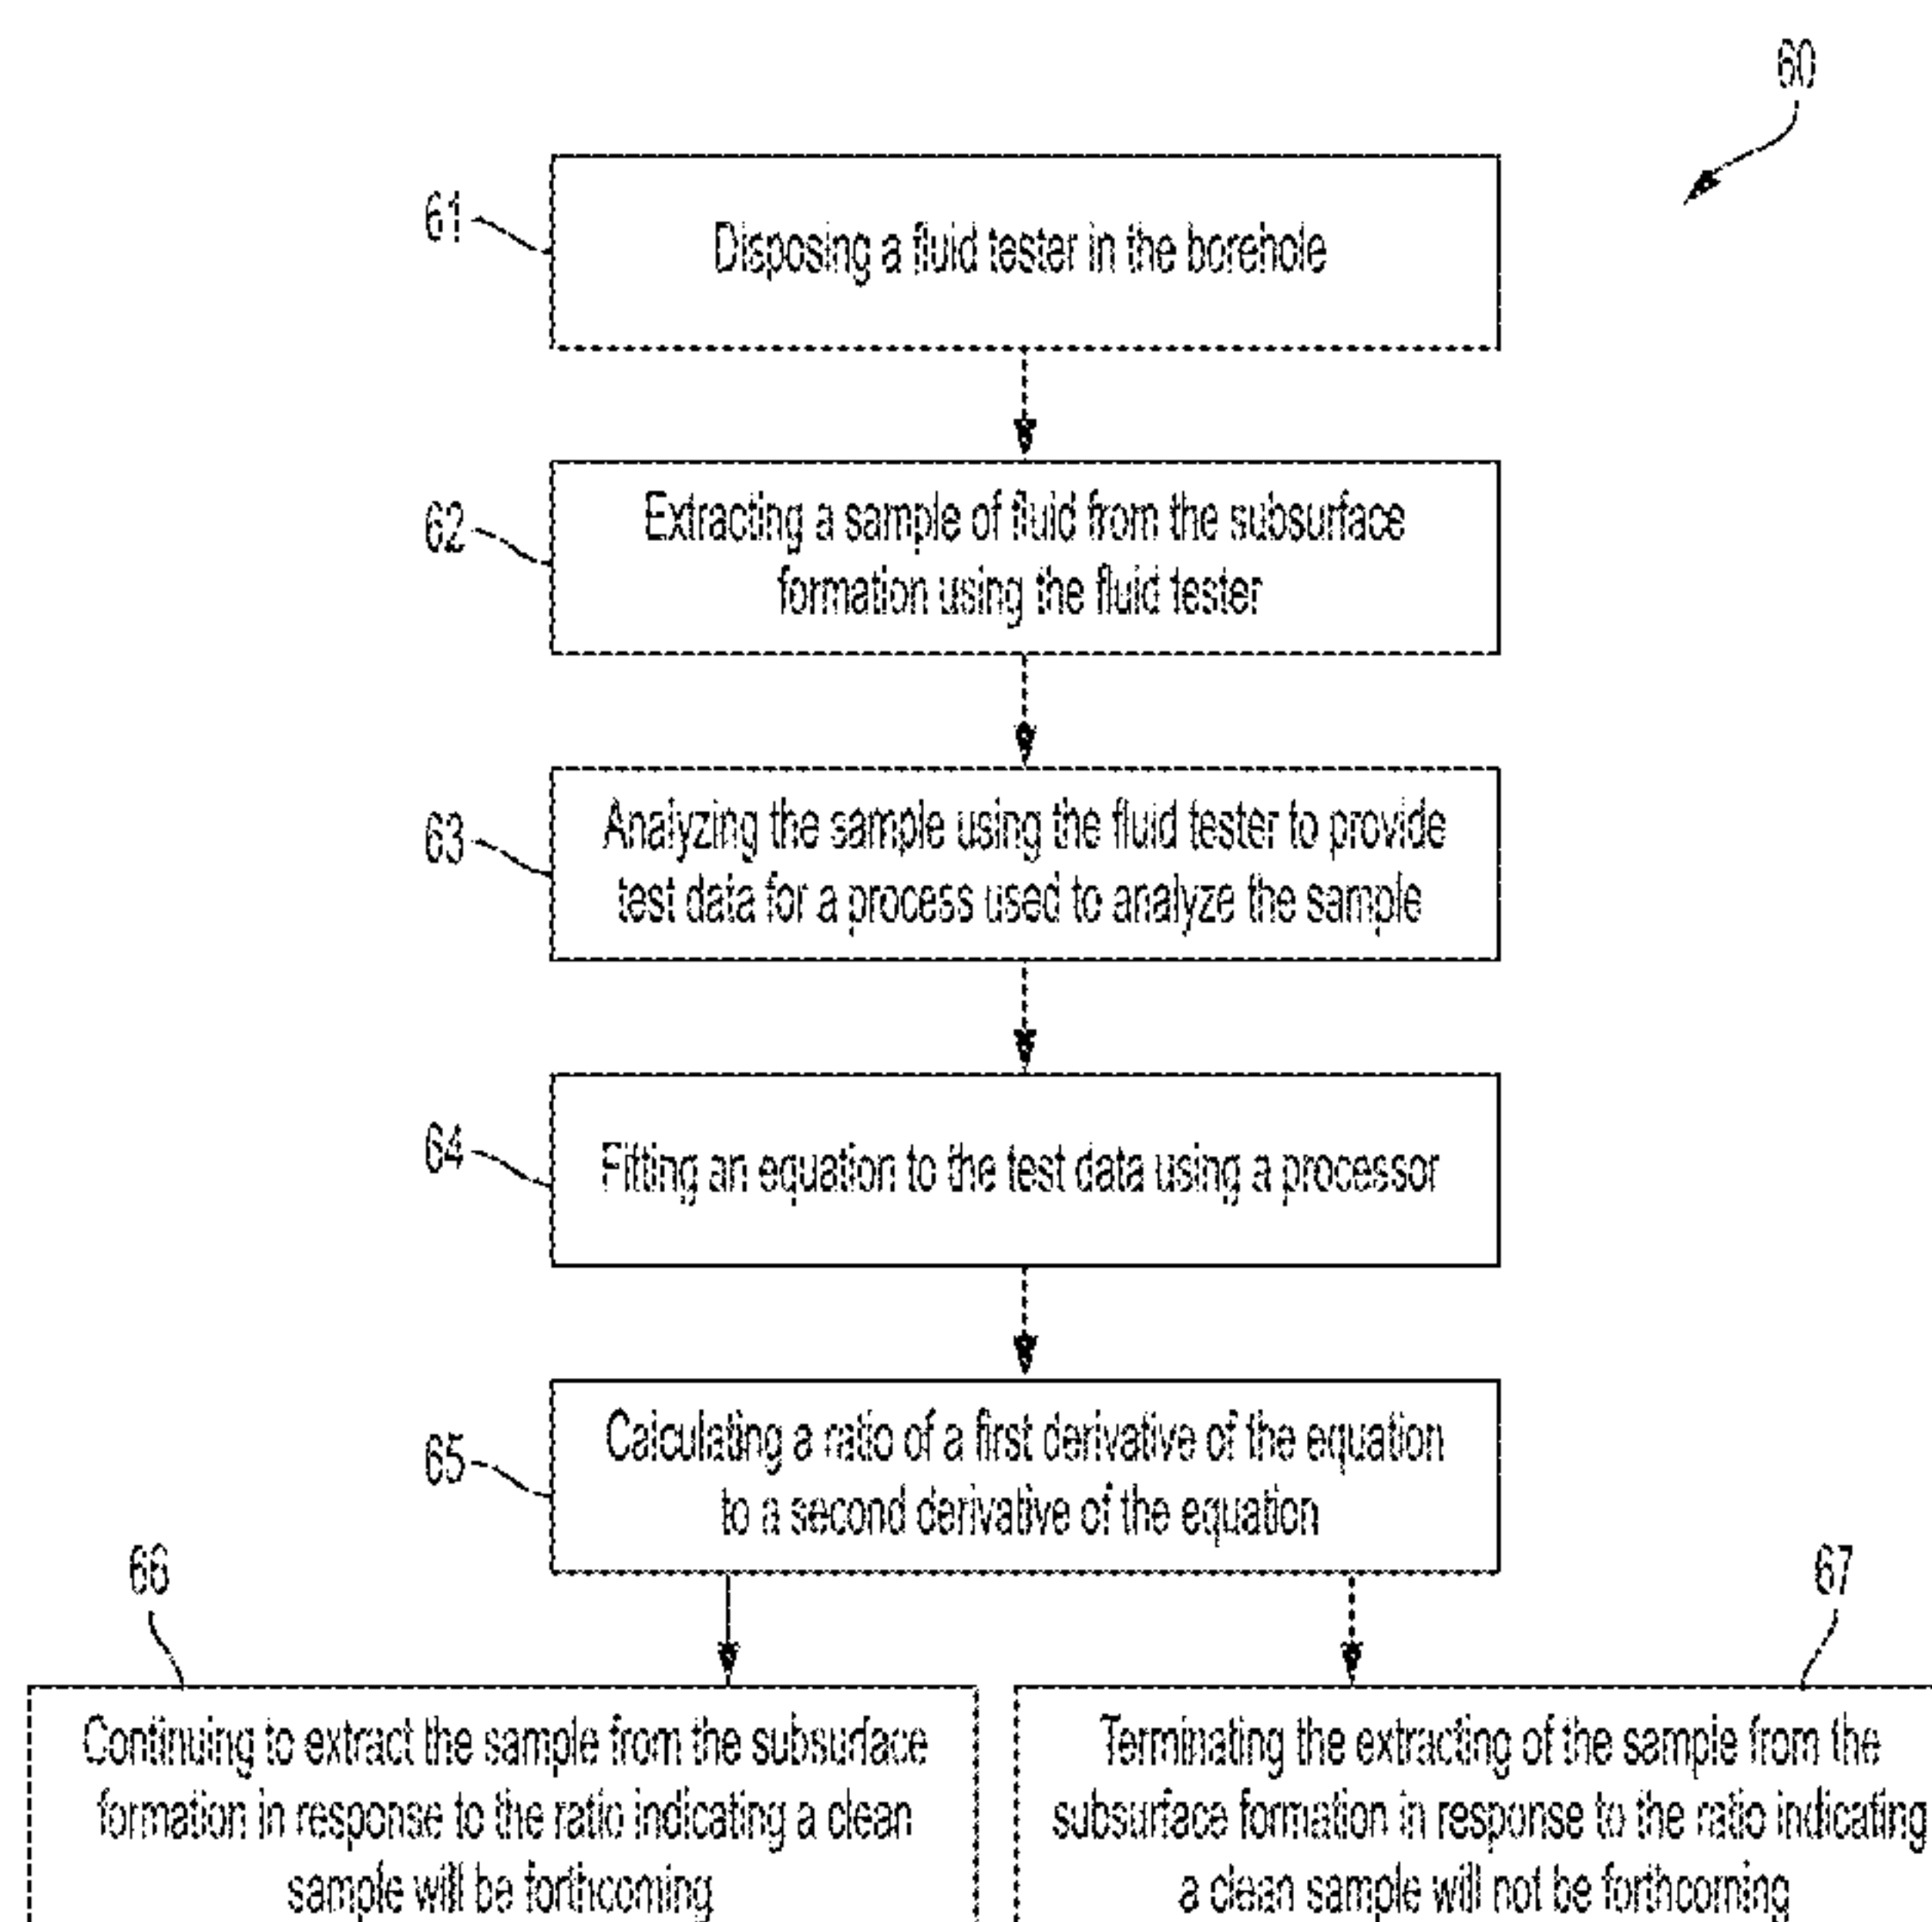 60
61
Disposing a fluid tester in the borehole
62
Extracting a sample of fluid from the subsurface
formation using the fluid tester
63
Analyzing the sample using the fluid tester to provide
test data for a process used to analyze the sample
64
Fitting an equation to the test data using a processor
65
Calculating a ratio of a first derivative of the equation
to a second derivative of the equation
66
67
Continuing to extract the sample from the subsurface
formation in response to the ratio indicating a clean
sample will be forthcoming
Terminating the extracting of the sample from the
subsurface formation in response to the ratio indicating
a clean sample will not be forthcoming